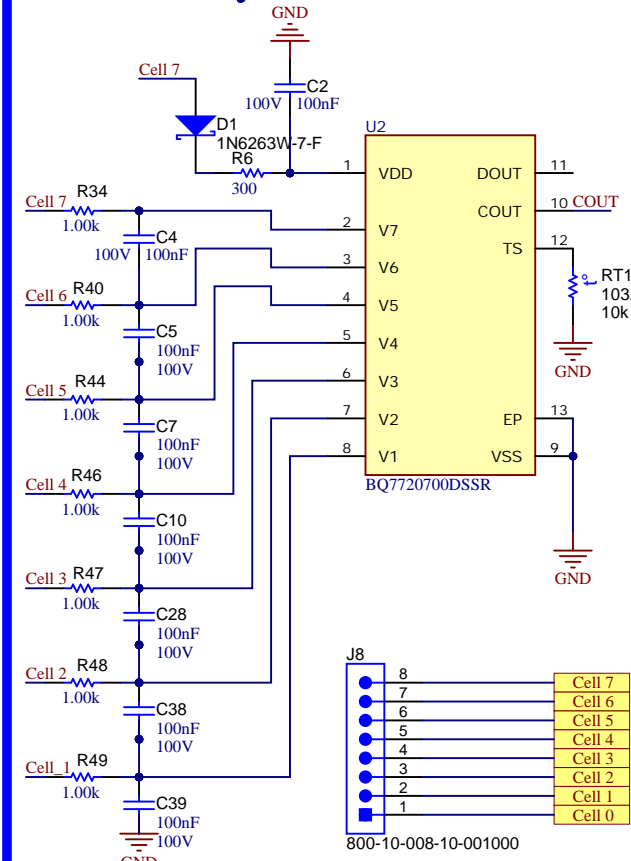 GND
Cell 7
C2
100V 100nF
D1
1N6263W-7-F
R6
300
U2
1 VDD
DOUT 11
COUT 10 COUT
TS 12
RT1
t°
103
10k
GND
Cell 7 R34
1.00k
2 V7
C4
100V 100nF
3 V6
Cell 6 R40
1.00k
4 V5
C5
100nF
100V
5 V4
Cell 5 R44
1.00k
6 V3
C7
100nF
100V
7 V2
EP 13
8 V1
VSS 9
BQ7720700DSSR
GND
Cell 4 R46
1.00k
C10
100nF
100V
Cell 3 R47
1.00k
C28
100nF
100V
Cell 2 R48
1.00k
C38
100nF
100V
Cell_1 R49
1.00k
C39
100nF
100V
GND
J8
8 Cell 7
7 Cell 6
6 Cell 5
5 Cell 4
4 Cell 3
3 Cell 2
2 Cell 1
1 Cell 0
800-10-008-10-001000